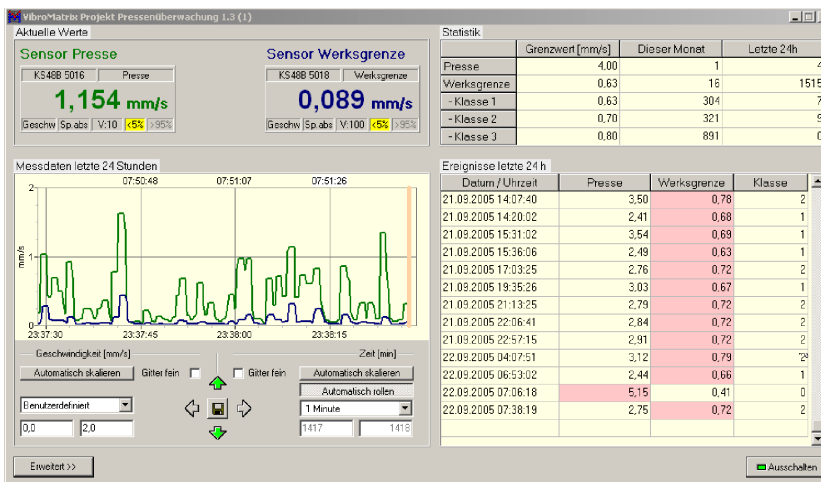 VibroMatrix Projekt Pressenüberwachung 1.3 (1)
Aktuelle Werte
Sensor Presse
KS48B 5016 Presse
1,154 mm/s
Geschw Sp.abs V:10 <5% >95%
Sensor Werksgrenze
KS48B 5018 Werksgrenze
0,089 mm/s
Geschw Sp.abs V:100 <5% >95%
Statistik
Grenzwert [mm/s] Dieser Monat Letzte 24h
Presse 4,00 1
Werksgrenze 0,63 16 1515
- Klasse 1 0,63 304
- Klasse 2 0,70 321
- Klasse 3 0,80 891
Messdaten letzte 24 Stunden
07:50:48 07:51:07 07:51:26
2
1
0
mm/s
23:37:30 23:37:45 23:38:00 23:38:15
Geschwindigkeit [mm/s] Zeit [min]
Automatisch skalieren Gitter fein Gitter fein Automatisch skalieren
Automatisch rollen
Benutzerdefiniert 1 Minute
0,0 2,0 1417 1418
Erweitert >>
Ereignisse letzte 24 h
Datum / Uhrzeit Presse Werksgrenze Klasse
21.09.2005 14:07:40 3,50 0,78 2
21.09.2005 14:20:02 2,41 0,68 1
21.09.2005 15:31:02 3,54 0,69 1
21.09.2005 15:36:06 2,49 0,63 1
21.09.2005 17:03:25 2,76 0,72 2
21.09.2005 19:35:26 3,03 0,67 1
21.09.2005 21:13:25 2,79 0,72 2
21.09.2005 22:06:41 2,84 0,72 2
21.09.2005 22:57:15 2,91 0,72 2
22.09.2005 04:07:51 3,12 0,79
22.09.2005 06:53:02 2,44 0,66 1
22.09.2005 07:06:18 5,15 0,41 0
22.09.2005 07:38:19 2,75 0,72 2
Ausschalten